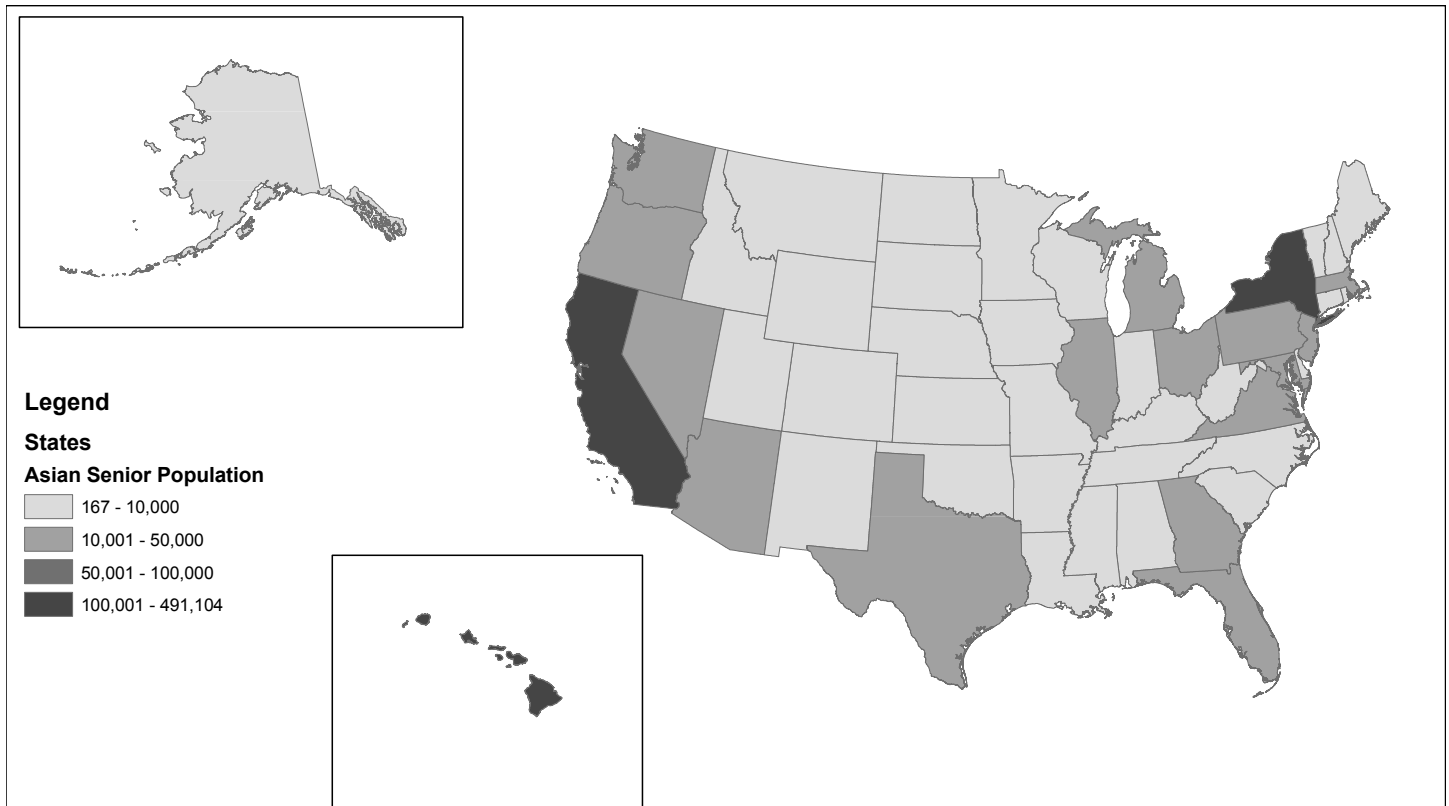 Legend
States
Asian Senior Population
167 - 10,000
10,001 - 50,000
50,001 - 100,000
100,001 - 491,104